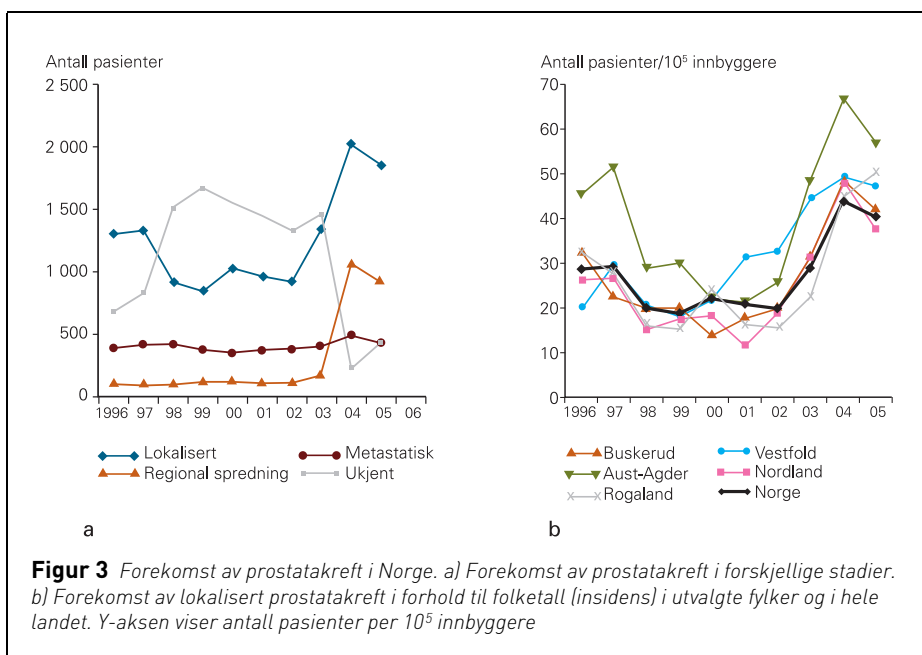 Antall pasienter
2 500
2 000
1 500
1 000
500
0
1996 97 98 99 00 01 02 03 04 05 06
Lokalisert
Metastatisk
Regional spredning
Ukjent
a
Antall pasienter/10⁵ innbyggere
70
60
50
40
30
20
10
0
1996 97 98 99 00 01 02 03 04 05
Buskerud
Vestfold
Aust-Agder
Nordland
Rogaland
Norge
b
Figur 3 Forekomst av prostatakreft i Norge. a) Forekomst av prostatakreft i forskjellige stadier.
b) Forekomst av lokalisert prostatakreft i forhold til folketall (insidens) i utvalgte fylker og i hele
landet. Y-aksen viser antall pasienter per 10⁵ innbyggere